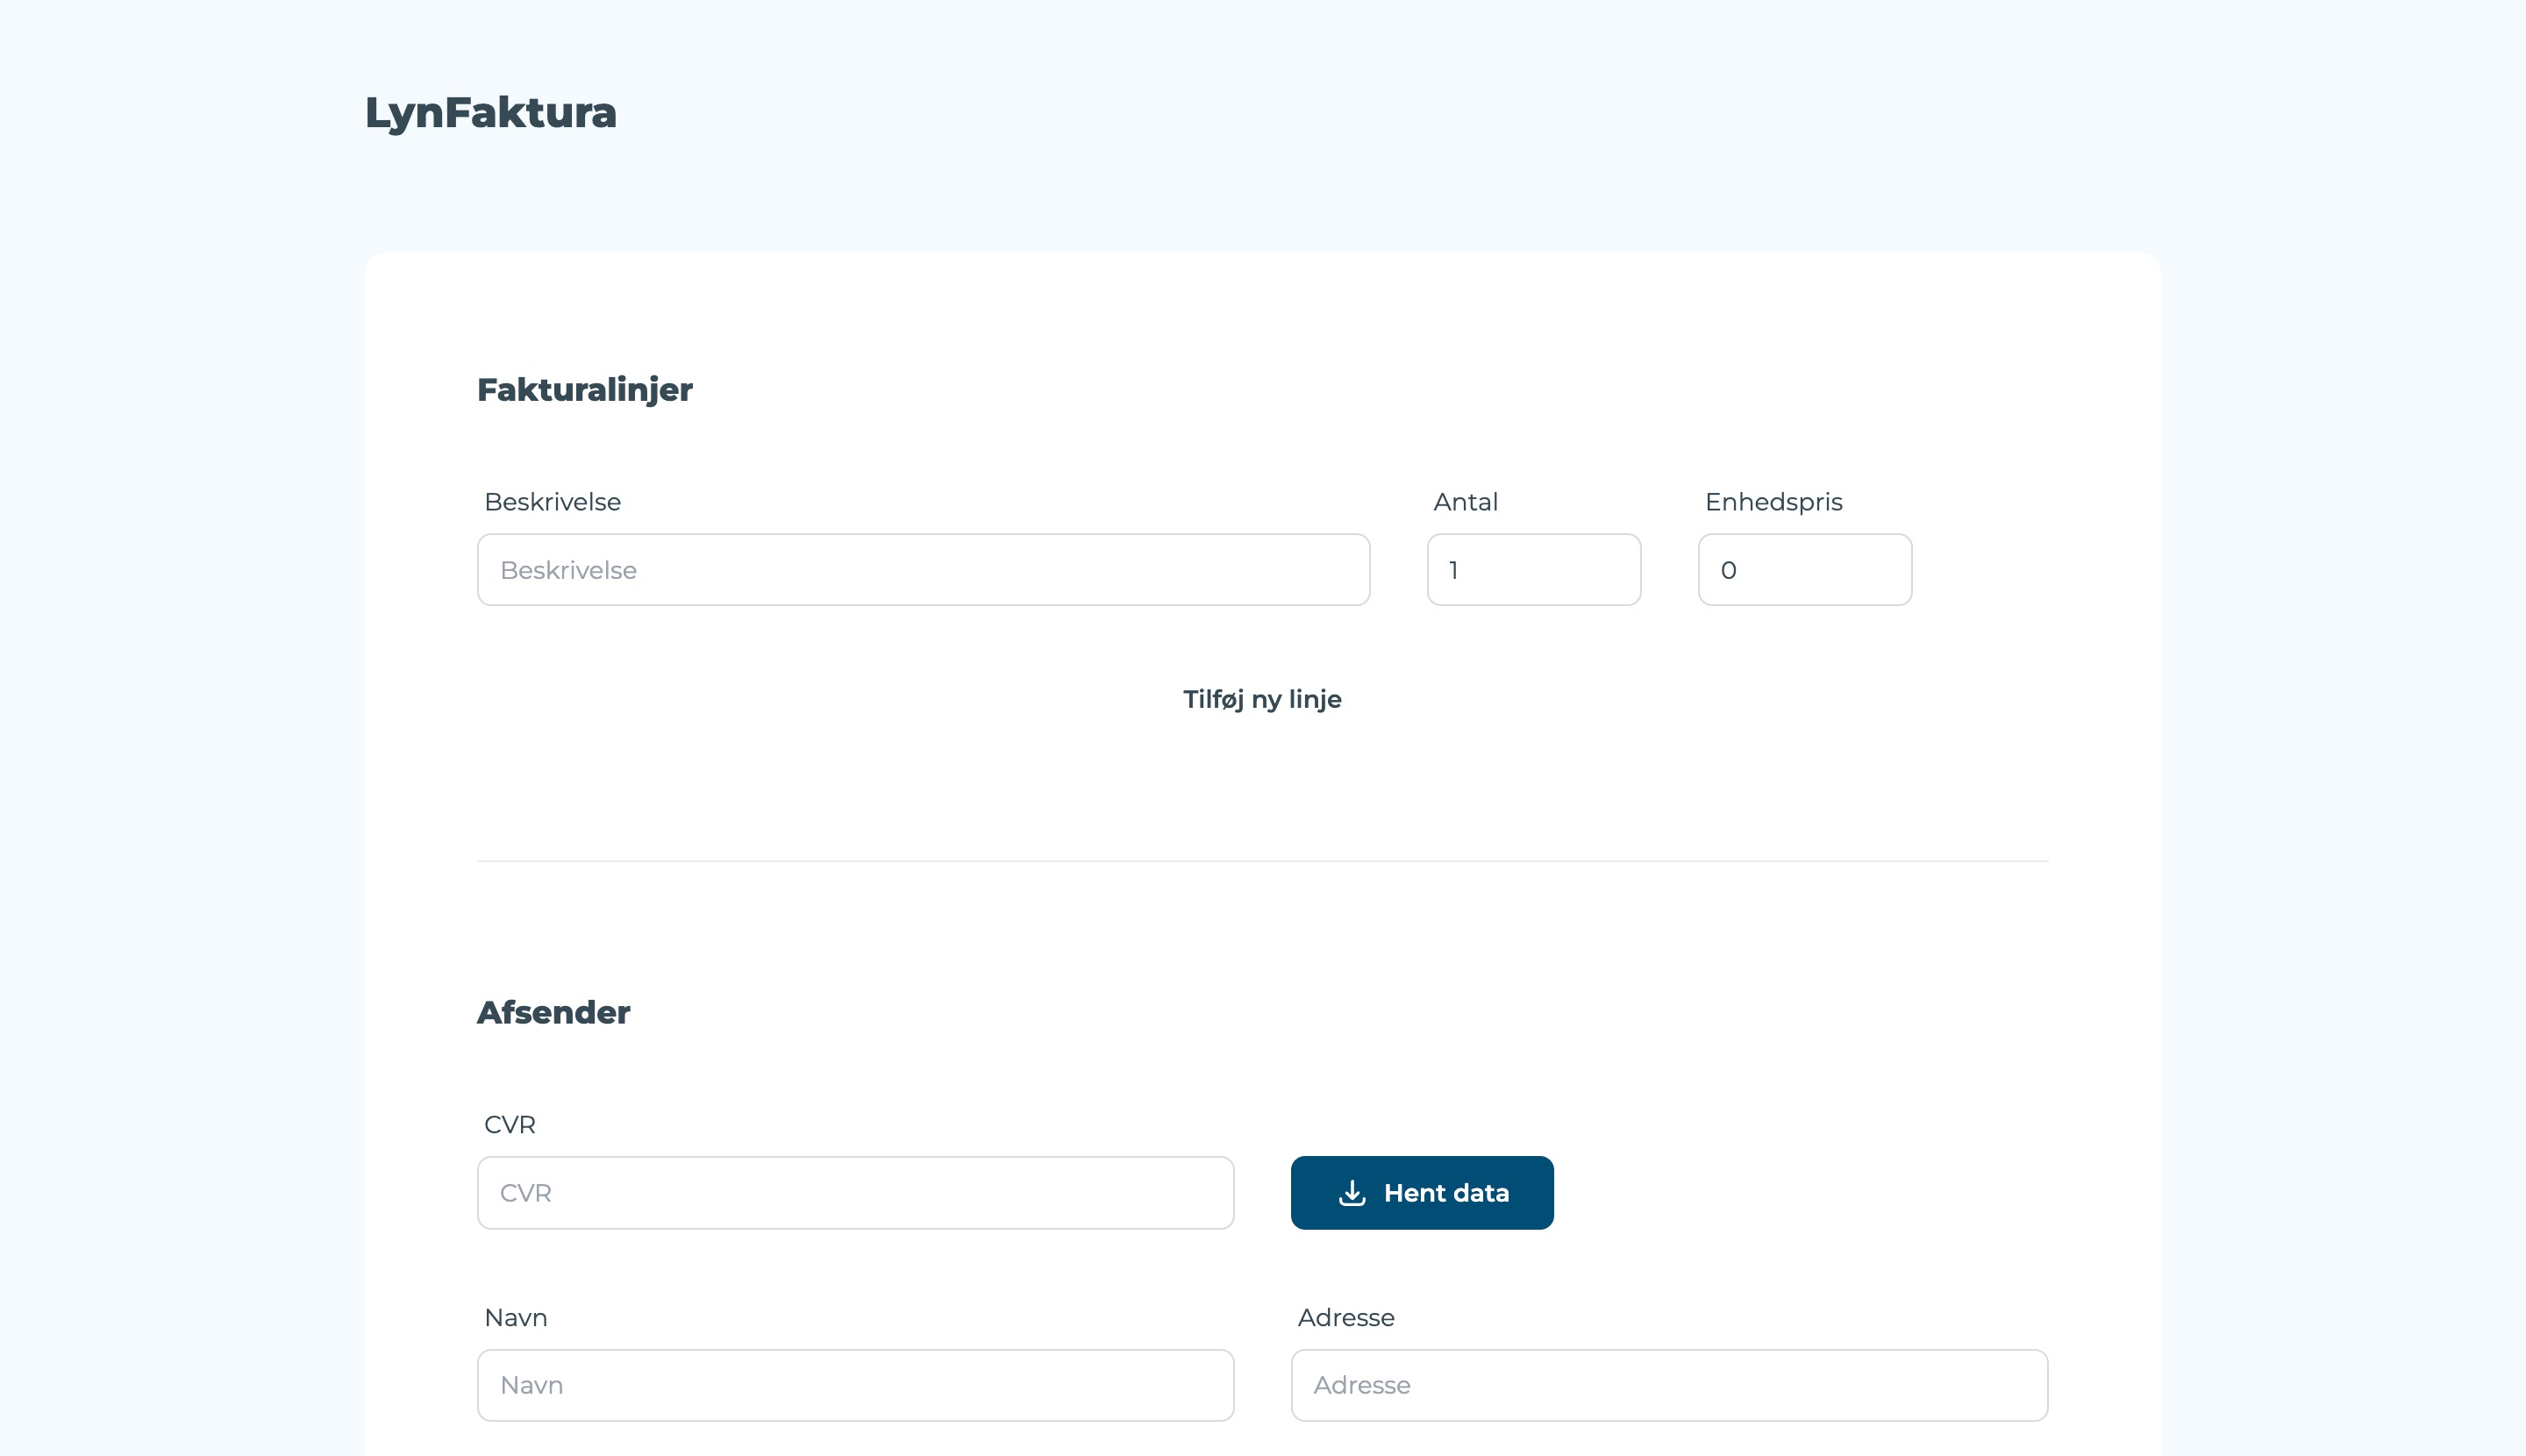 LynFaktura
Fakturalinjer
Beskrivelse Antal Enhedspris
Beskrivelse 1 0
Tilføj ny linje
Afsender
CVR
CVR Hent data
Navn Adresse
Navn Adresse